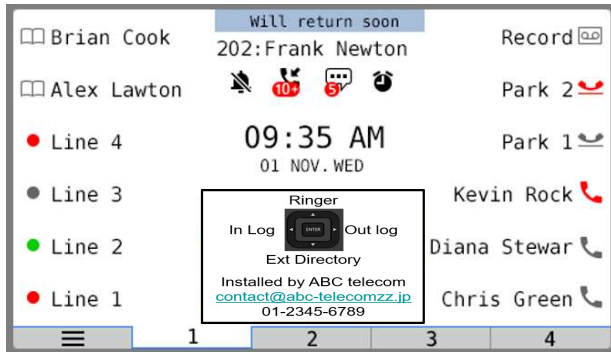 Will return soon
202:Frank Newton
Brian Cook
Record
Alex Lawton
10+
5
Park 2
Line 4
09:35 AM
Park 1
01 NOV. WED
Line 3
Kevin Rock
Ringer
In Log
ENTER
Out log
Ext Directory
Line 2
Diana Stewar
Installed by ABC telecom
contact@abc-telecomzz.jp
01-2345-6789
Line 1
Chris Green
1
2
3
4